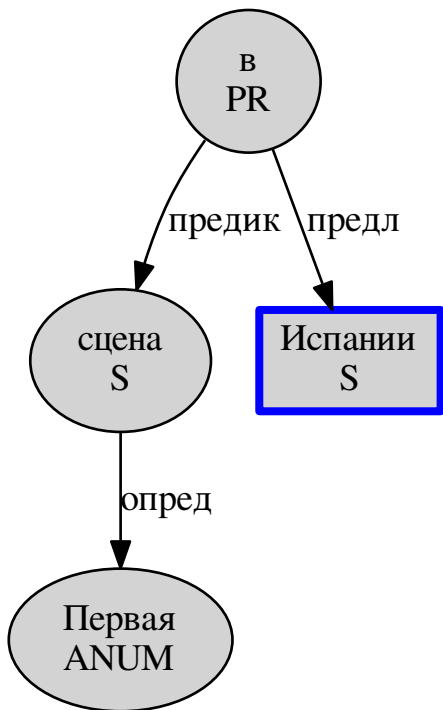 в
PR
предик предл
сцена
S
Испании
S
опред
Первая
ANUM